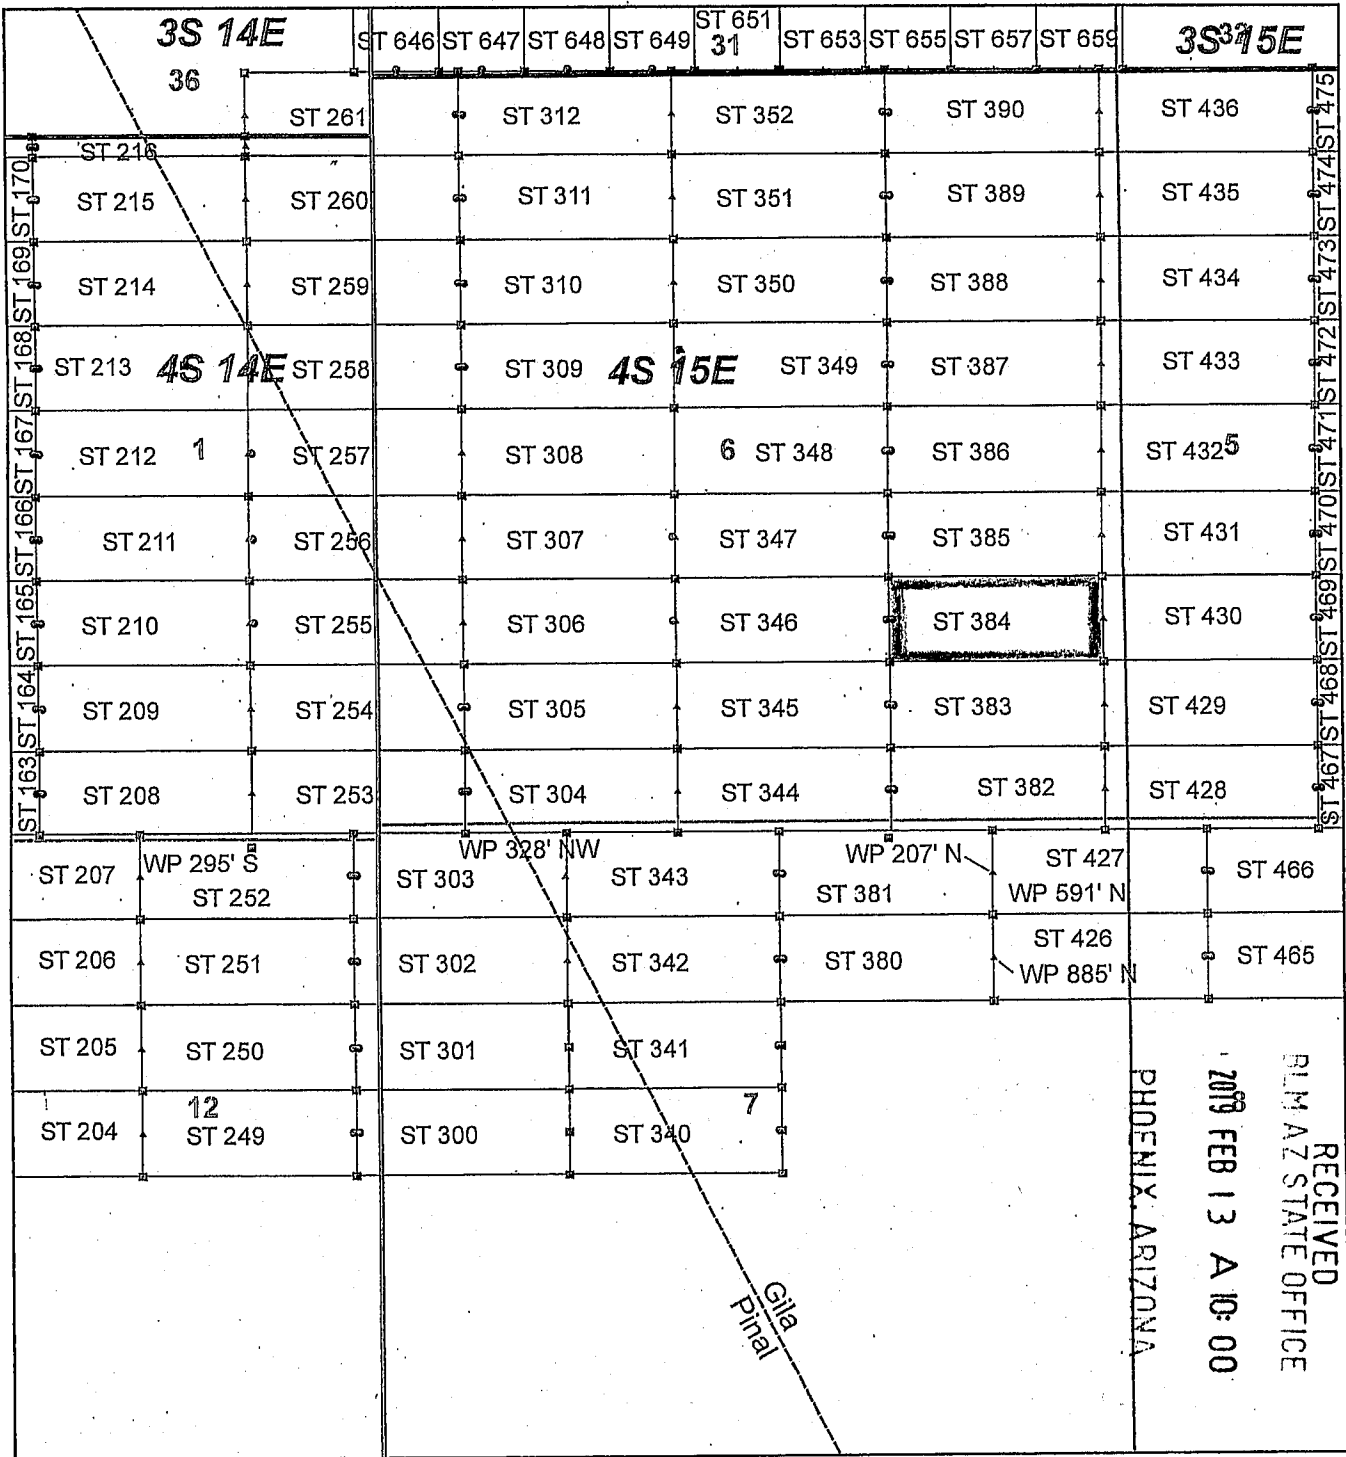 3S 14E
ST 646 ST 647 ST 648 ST 649 ST 651 ST 653 ST 655 ST 657 ST 659
31
3S 15E
32
36
ST 261 ST 312 ST 352 ST 390 ST 436 ST 475
ST 216
ST 170 ST 215 ST 260 ST 311 ST 351 ST 389 ST 435 ST 474
ST 169 ST 214 ST 259 ST 310 ST 350 ST 388 ST 434 ST 473
ST 168 ST 213 4S 14E ST 258 ST 309 4S 15E ST 349 ST 387 ST 433 ST 472
ST 167 ST 212 1 ST 257 ST 308 6 ST 348 ST 386 ST 432 5 ST 471
ST 166 ST 211 ST 256 ST 307 ST 347 ST 385 ST 431 ST 470
ST 165 ST 210 ST 255 ST 306 ST 346 ST 384 ST 430 ST 469
ST 164 ST 209 ST 254 ST 305 ST 345 ST 383 ST 429 ST 468
ST 163 ST 208 ST 253 ST 304 ST 344 ST 382 ST 428 ST 467
ST 207 WP 295' S ST 252 WP 328' NW ST 303 ST 343 WP 207' N ST 381 ST 427 WP 591' N ST 466
ST 206 ST 251 ST 302 ST 342 ST 380 ST 426 WP 885' N ST 465
ST 205 ST 250 ST 301 ST 341
12 7
ST 204 ST 249 ST 300 ST 340
Gila
Pinal
RECEIVED
BLM AZ STATE OFFICE
2019 FEB 13 A 10: 00
PHOENIX, ARIZONA